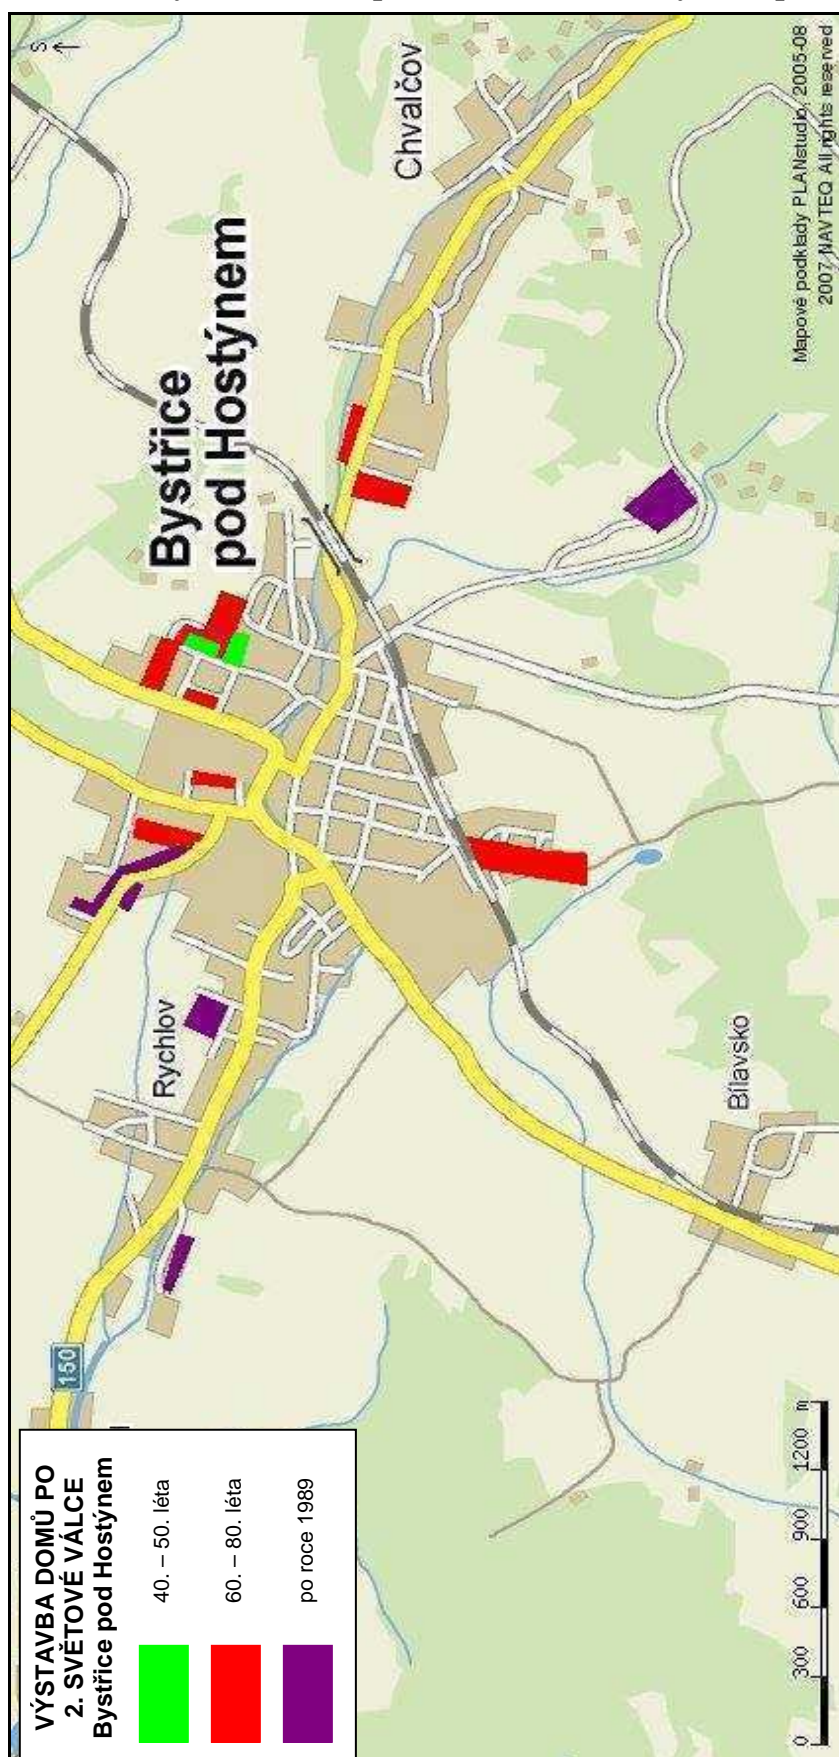 VÝSTAVBA DOMŮ PO
2. SVĚTOVÉ VÁLCE
Bystřice pod Hostýnem
40. – 50. léta
60. – 80. léta
po roce 1989
150
Rychlov
Bystřice
pod Hostýnem
Chvalčov
S
Bílavsko
0 300 600 900 1200 m
Mapové podklady PLANstudio, 2005-08
2007 NAVTEQ All rights reserved